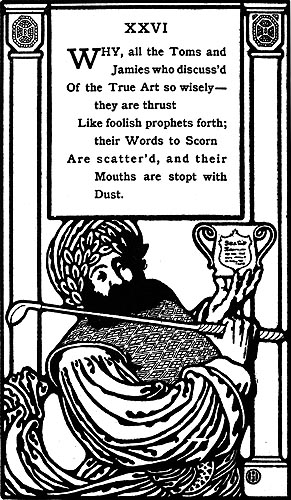 XXVI
WHY, all the Toms and
Jamies who discuss'd
Of the True Art so wisely—
they are thrust
Like foolish prophets forth;
their Words to Scorn
Are scatter'd, and their
Mouths are stopt with
Dust.